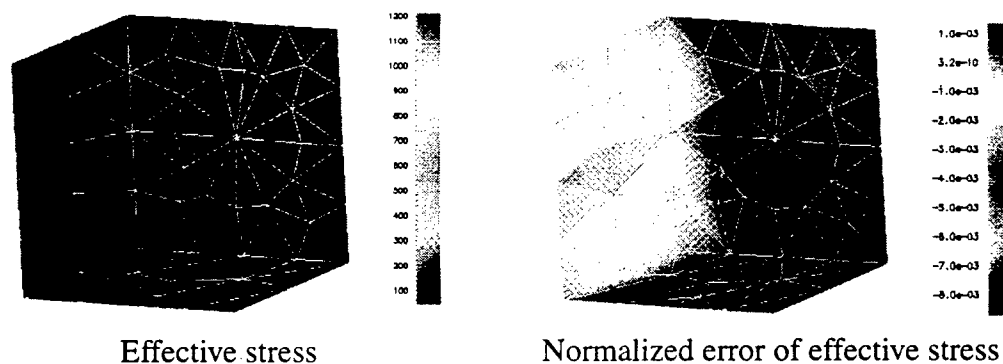 1200
1000
900
800
700
600
500
400
300
200
100
Effective stress
1.0e-03
3.2e-10
-1.0e-03
-2.0e-03
-3.0e-03
-4.0e-03
-5.0e-03
-6.0e-03
-7.0e-03
-8.0e-03
Normalized error of effective stress